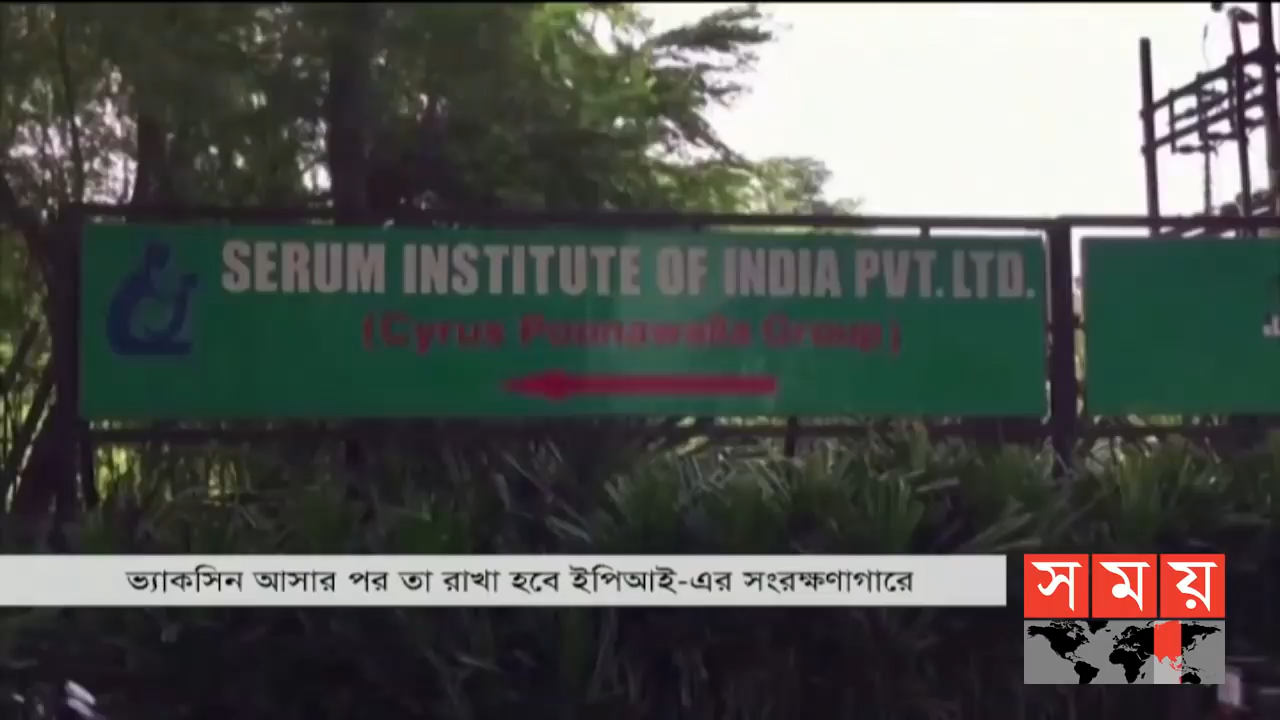 SERUM INSTITUTE OF INDIA PVT. LTD.
(Cyrus Poonawalla Group)
ভ্যাকসিন আসার পর তা রাখা হবে ইপিআই-এর সংরক্ষণাগারে
সময়